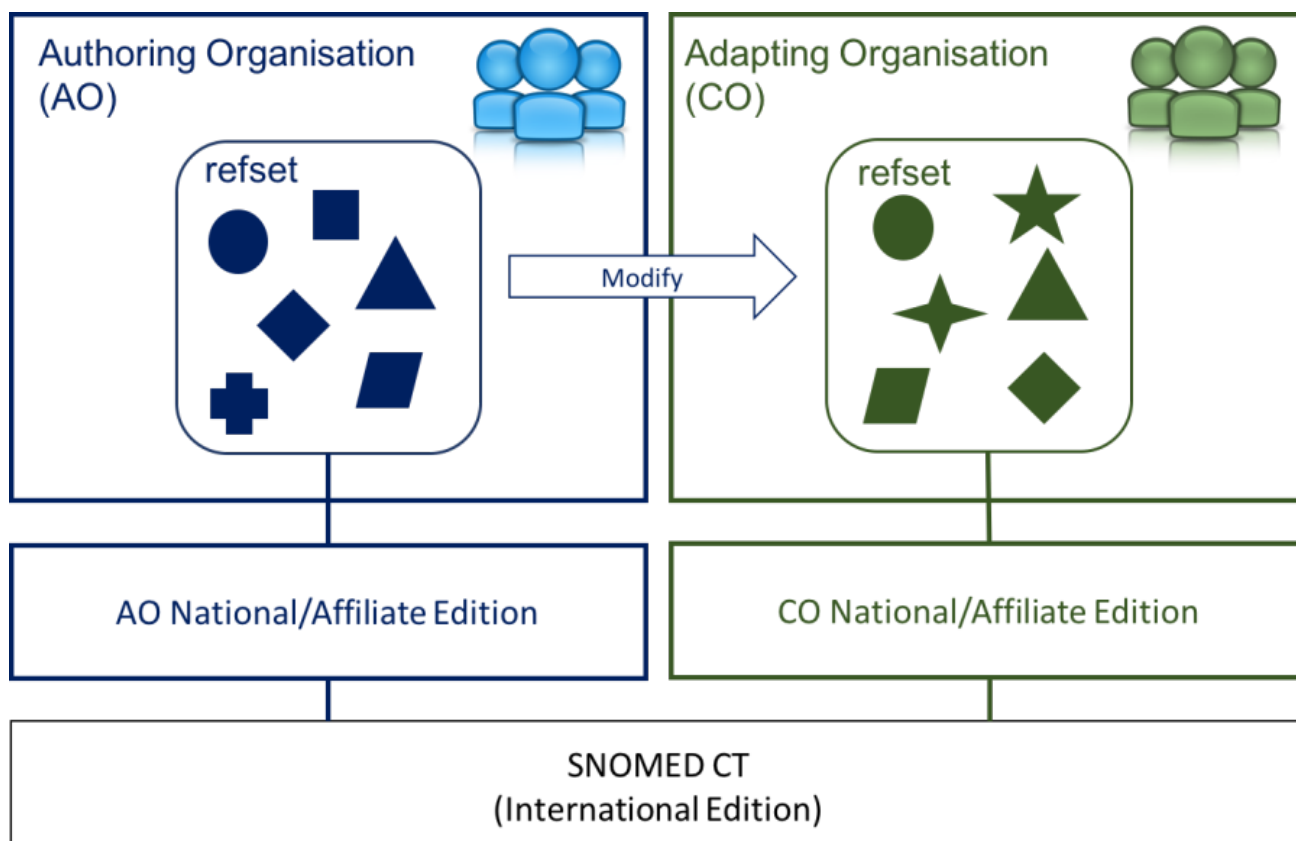 Authoring Organisation
(AO)
refset
Modify
Adapting Organisation
(CO)
refset
AO National/Affiliate Edition
CO National/Affiliate Edition
SNOMED CT
(International Edition)